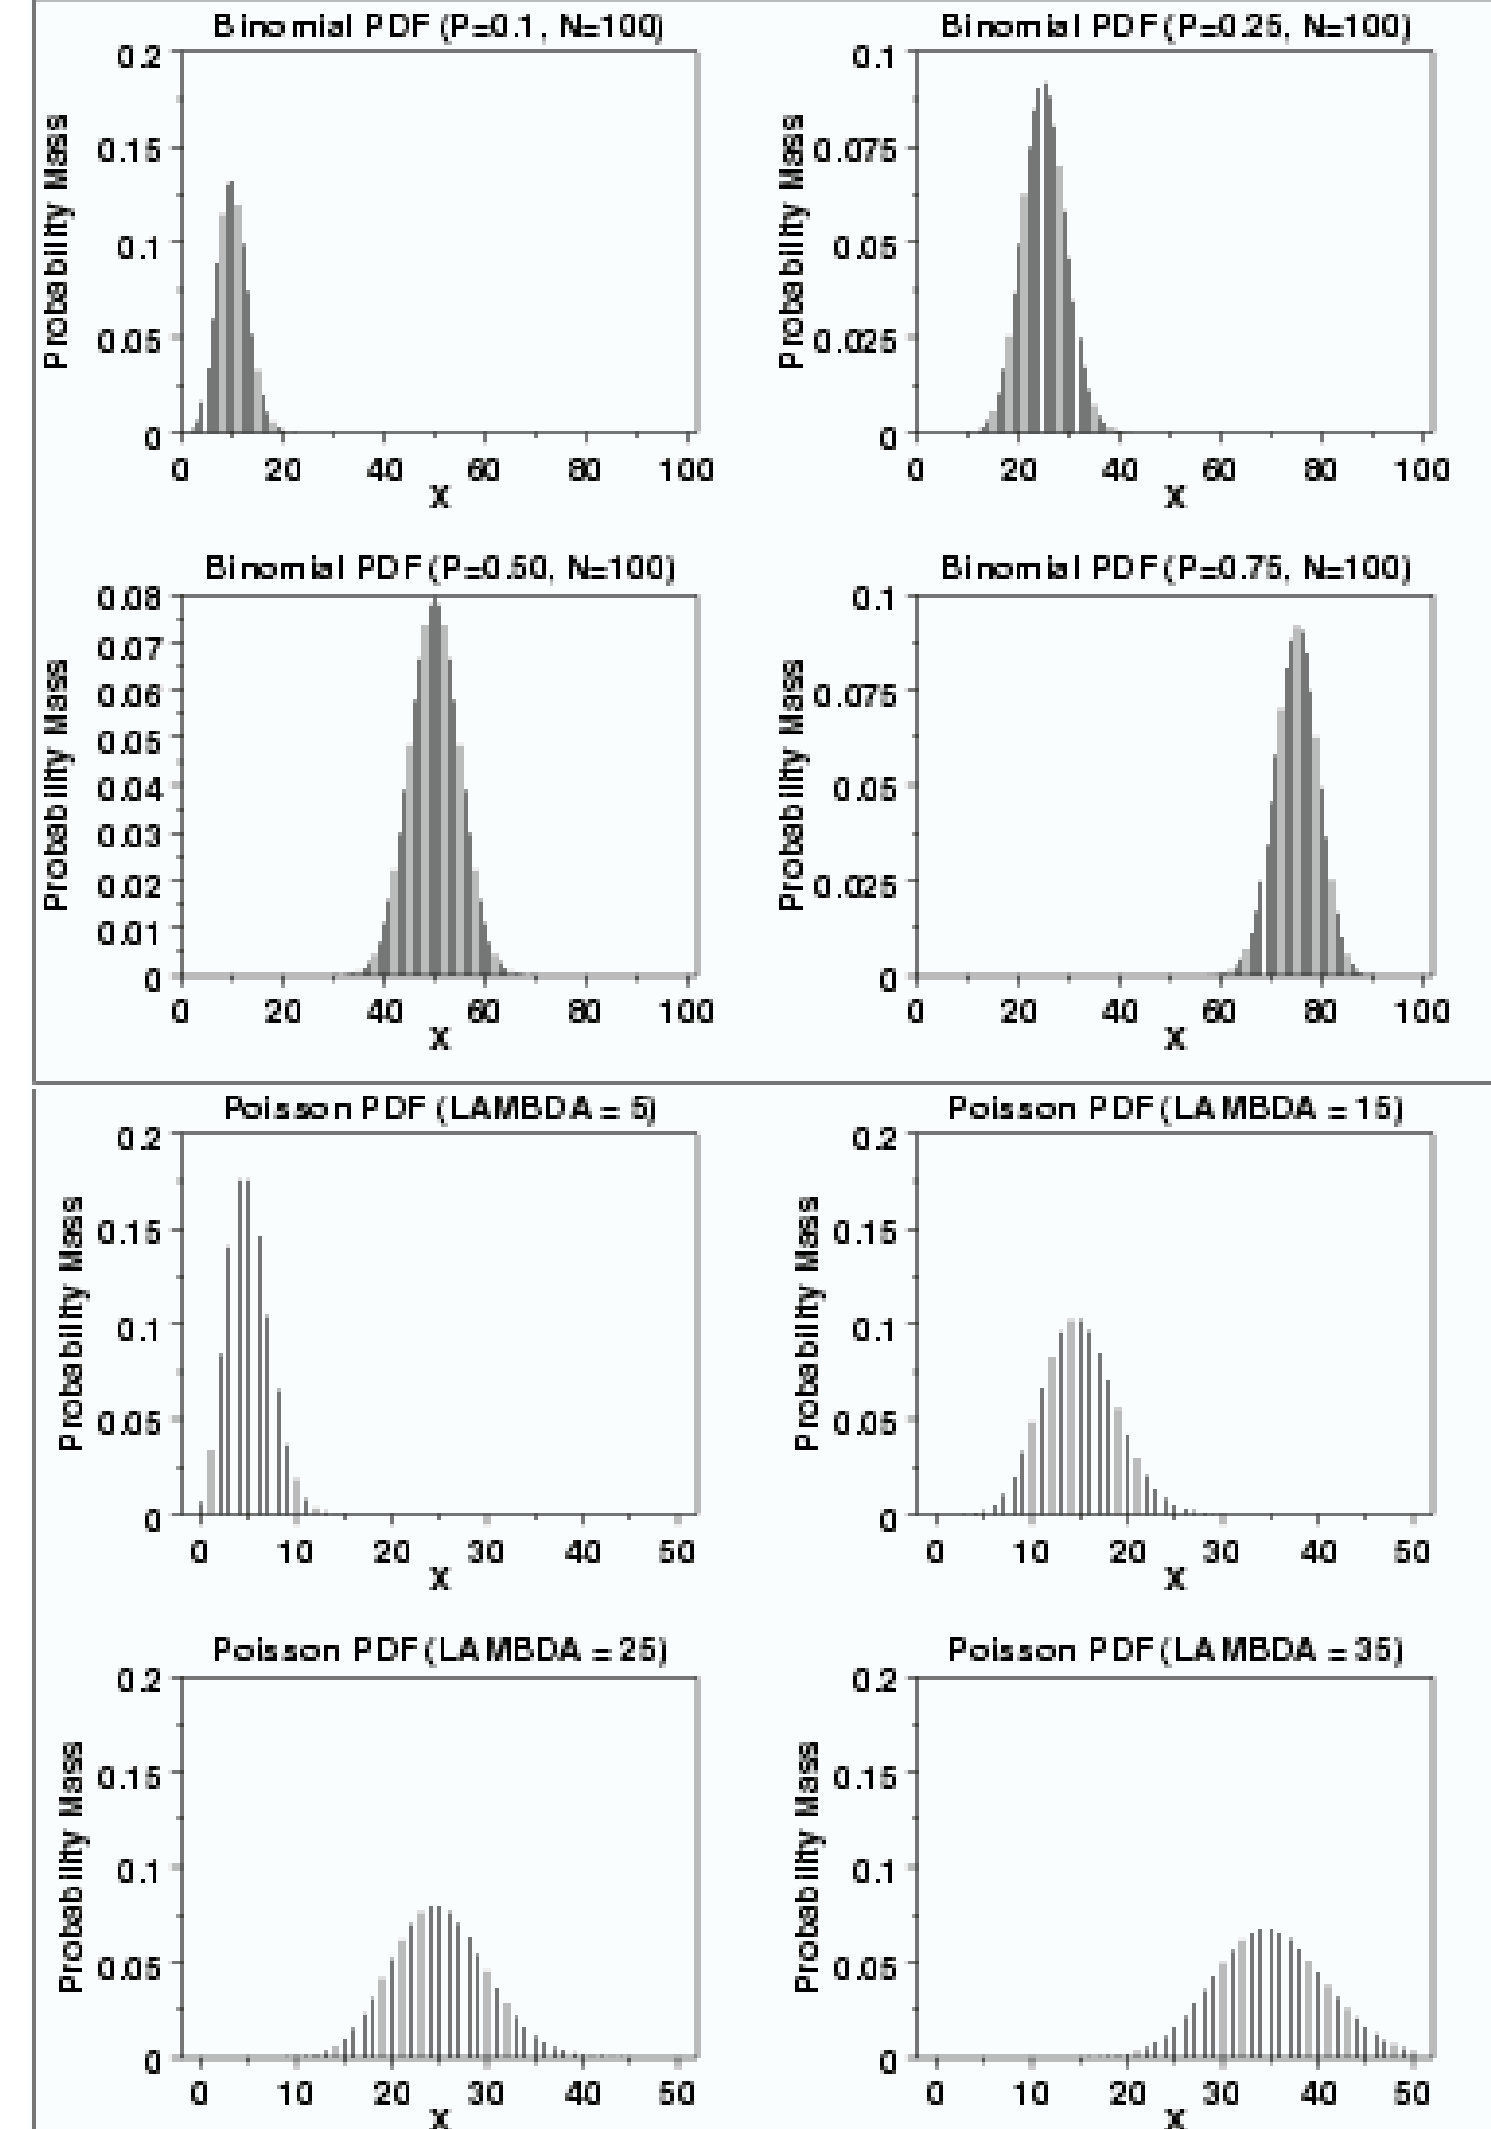 Binomial PDF (P=0.1, N=100)
0.2
0.15
0.1
0.05
0
Probability Mass
0 20 40 60 80 100
X
Binomial PDF (P=0.25, N=100)
0.1
0.075
0.05
0.025
0
Probability Mass
0 20 40 60 80 100
X
Binomial PDF (P=0.50, N=100)
0.08
0.07
0.06
0.05
0.04
0.03
0.02
0.01
0
Probability Mass
0 20 40 60 80 100
X
Binomial PDF (P=0.75, N=100)
0.1
0.075
0.05
0.025
0
Probability Mass
0 20 40 60 80 100
X
Poisson PDF (LAMBDA = 5)
0.2
0.15
0.1
0.05
0
Probability Mass
0 10 20 30 40 50
X
Poisson PDF (LAMBDA = 15)
0.2
0.15
0.1
0.05
0
Probability Mass
0 10 20 30 40 50
X
Poisson PDF (LAMBDA = 25)
0.2
0.15
0.1
0.05
0
Probability Mass
0 10 20 30 40 50
X
Poisson PDF (LAMBDA = 35)
0.2
0.15
0.1
0.05
0
Probability Mass
0 10 20 30 40 50
X